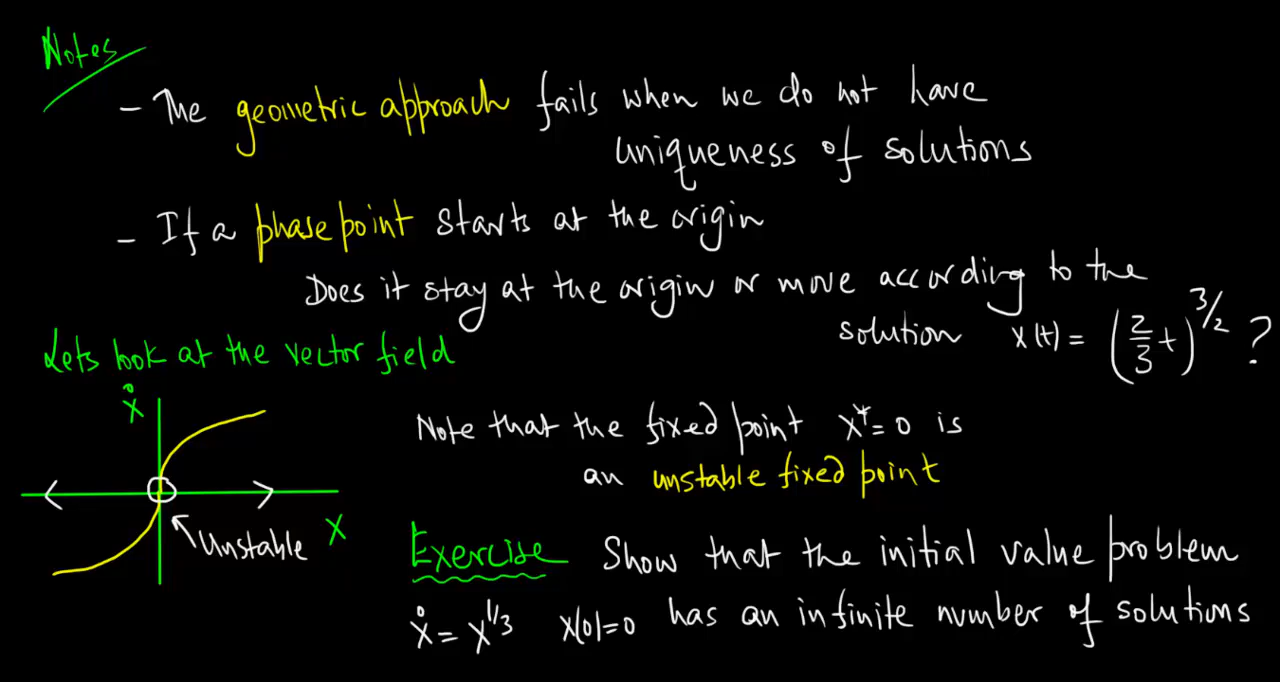 Notes
- The geometric approach fails when we do not have
uniqueness of solutions
- If a phase point starts at the origin
Does it stay at the origin or move according to the
solution x(t) = (2/3 t)^3/2 ?
Lets look at the vector field
ẋ
Unstable
x
Note that the fixed point x* = 0 is
an unstable fixed point
Exercise Show that the initial value problem
ẋ = x^1/3 x(0)=0 has an infinite number of solutions